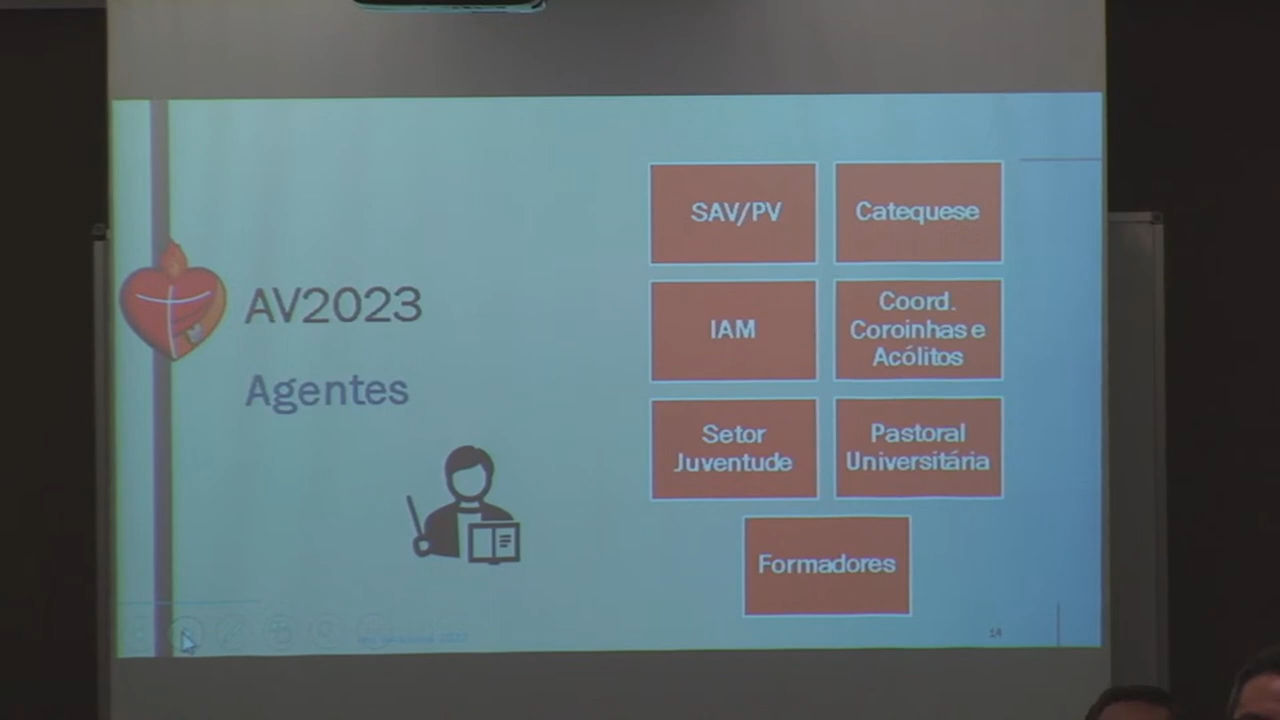 AV2023
Agentes
SAV/PV
Catequese
IAM
Coord.
Coroinhas e
Acólitos
Setor
Juventude
Pastoral
Universitária
Formadores
14